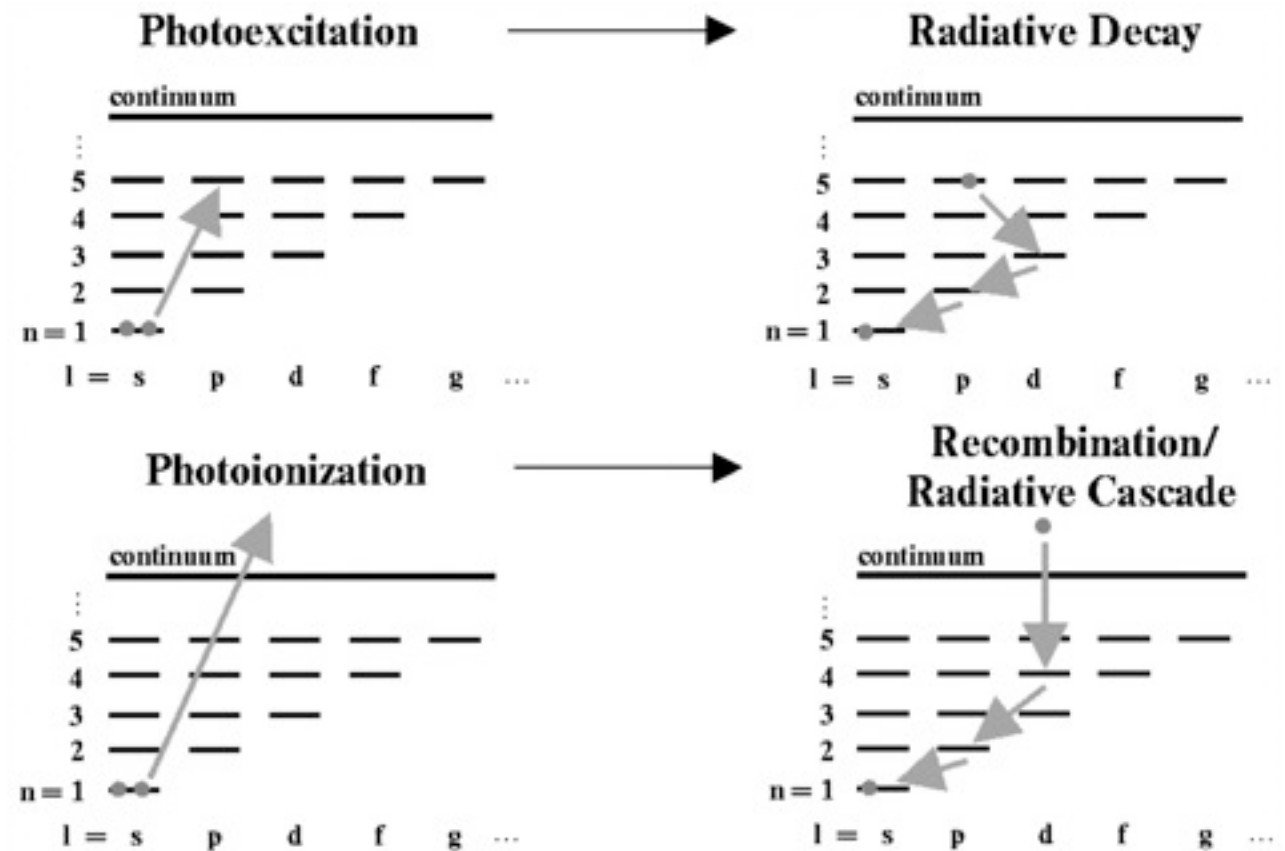 Photoexcitation
continuum
⋮
5
4
3
2
n = 1
l = s p d f g ...
Radiative Decay
continuum
⋮
5
4
3
2
n = 1
l = s p d f g ...
Photoionization
continuum
⋮
5
4
3
2
n = 1
l = s p d f g ...
Recombination/
Radiative Cascade
continuum
⋮
5
4
3
2
n = 1
l = s p d f g ...